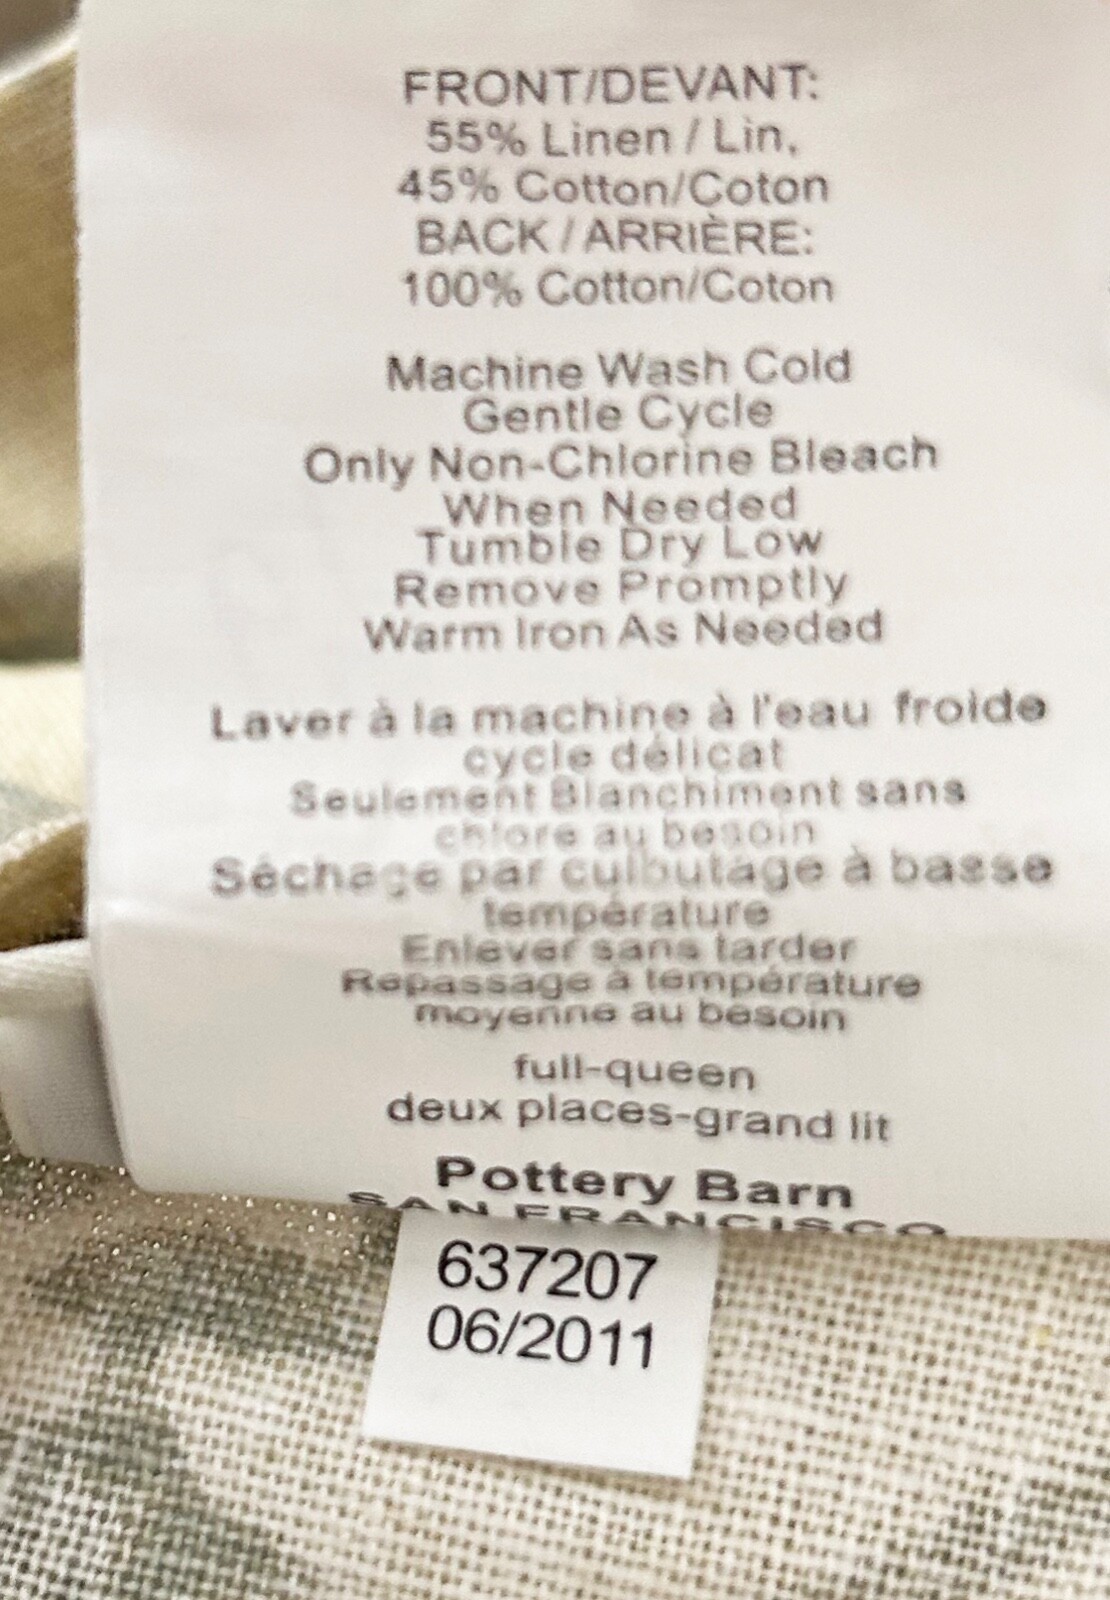 FRONT/DEVANT:
55% Linen / Lin,
45% Cotton/Coton
BACK / ARRIÈRE:
100% Cotton/Coton
Machine Wash Cold
Gentle Cycle
Only Non-Chlorine Bleach
When Needed
Tumble Dry Low
Remove Promptly
Warm Iron As Needed
Laver à la machine à l'eau froide
cycle délicat
Seulement Blanchiment sans
chlore au besoin
Séchage par culbutage à basse
température
Enlever sans tarder
Repassage à température
moyenne au besoin
full-queen
deux places-grand lit
Pottery Barn
SAN FRANCISCO
637207
06/2011